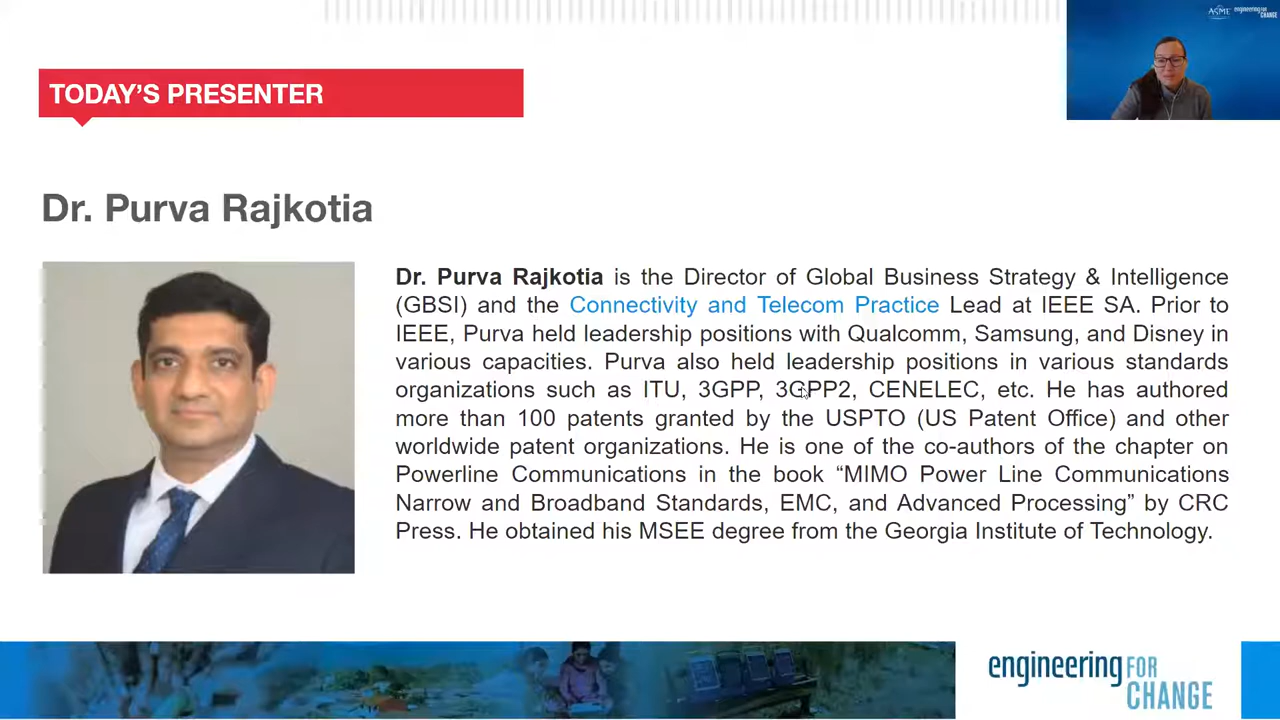 ASME engineering FOR
CHANGE
TODAY'S PRESENTER
Dr. Purva Rajkotia
Dr. Purva Rajkotia is the Director of Global Business Strategy & Intelligence
(GBSI) and the Connectivity and Telecom Practice Lead at IEEE SA. Prior to
IEEE, Purva held leadership positions with Qualcomm, Samsung, and Disney in
various capacities. Purva also held leadership positions in various standards
organizations such as ITU, 3GPP, 3GPP2, CENELEC, etc. He has authored
more than 100 patents granted by the USPTO (US Patent Office) and other
worldwide patent organizations. He is one of the co-authors of the chapter on
Powerline Communications in the book “MIMO Power Line Communications
Narrow and Broadband Standards, EMC, and Advanced Processing” by CRC
Press. He obtained his MSEE degree from the Georgia Institute of Technology.
engineering FOR
CHANGE